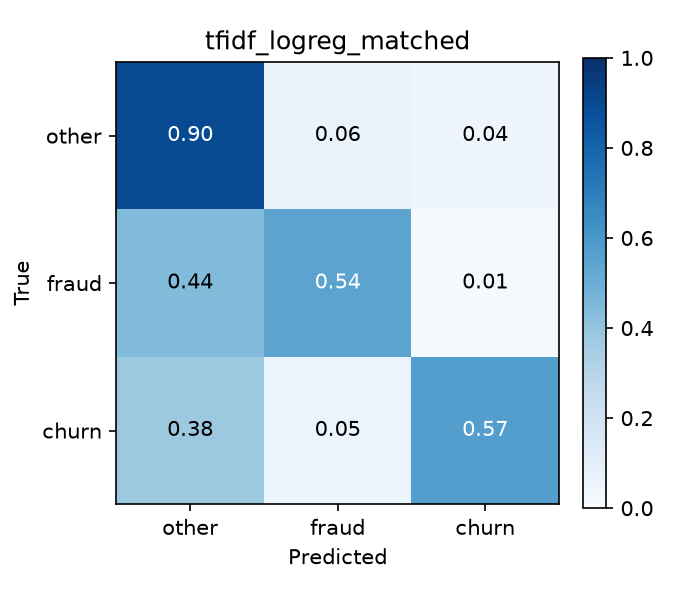 tfidf_logreg_matched
1.0
other 0.90 0.06 0.04
0.8
0.6
True
fraud 0.44 0.54 0.01
0.4
churn 0.38 0.05 0.57
0.2
0.0
other fraud churn
Predicted